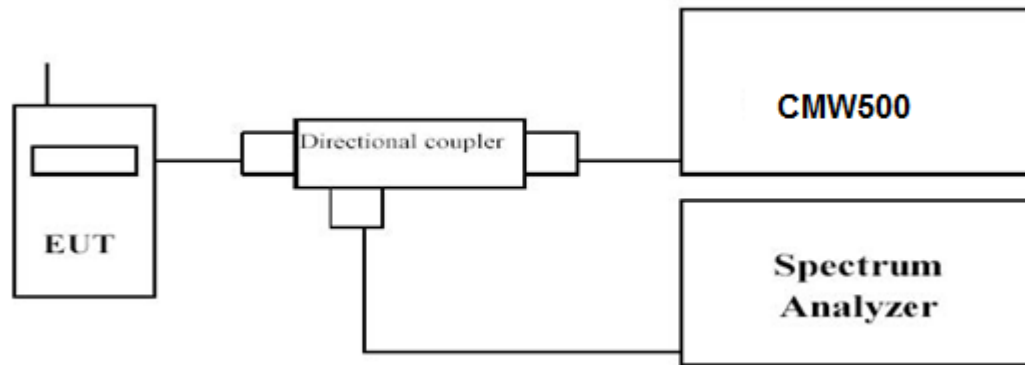 CMW500
Directional coupler
EUT
Spectrum
Analyzer